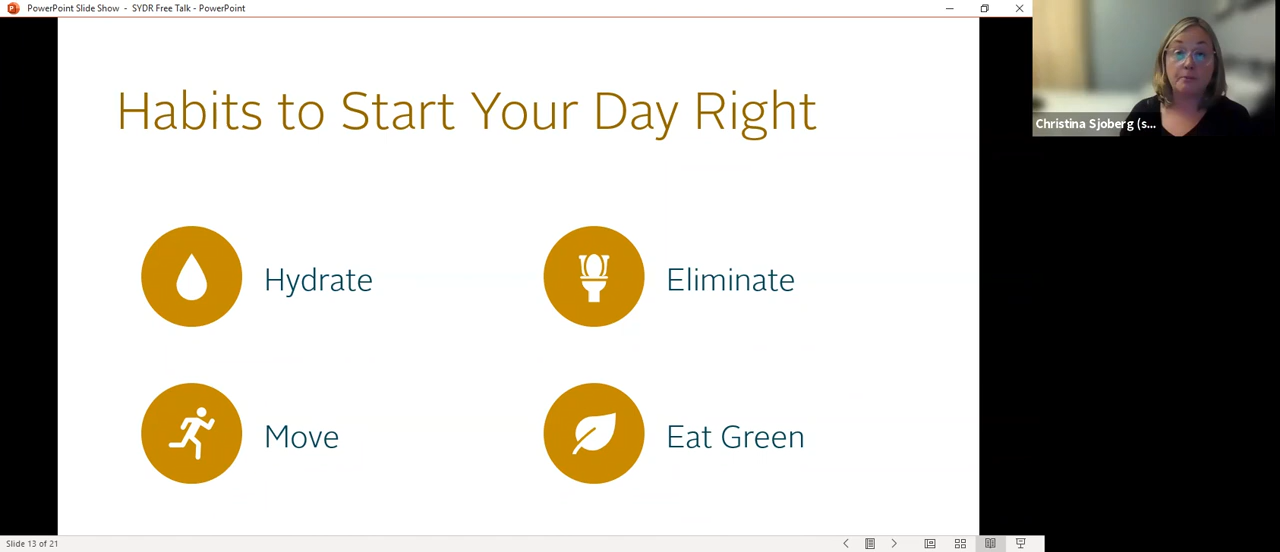 PowerPoint Slide Show - SYDR Free Talk - PowerPoint
Habits to Start Your Day Right
Hydrate
Eliminate
Move
Eat Green
Christina Sjoberg (s...
Slide 13 of 21